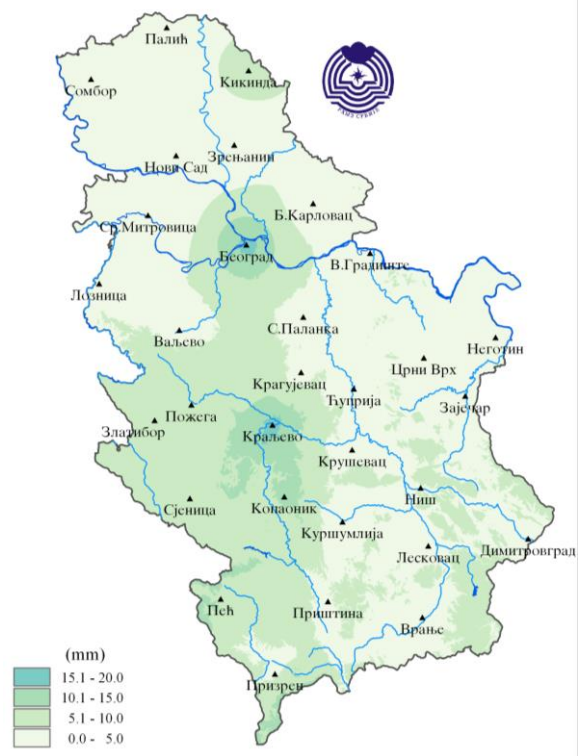 Палић
Кикинда
Сомбор
РХМЗ СРБИЈЕ
Зрењанин
Нови Сад
Б.Карловац
Ср.Митровица
Београд
В.Градиште
Лозница
С.Паланка
Ваљево
Неготин
Црни Врх
Крагујевац
Ћуприја
Зајечар
Пожега
Златибор
Краљево
Крушевац
Ниш
Сјеница
Копаоник
Куршумлија
Димитровград
Лесковац
Пећ
Приштина
Врање
(mm)
Призрен
15.1 - 20.0
10.1 - 15.0
5.1 - 10.0
0.0 - 5.0